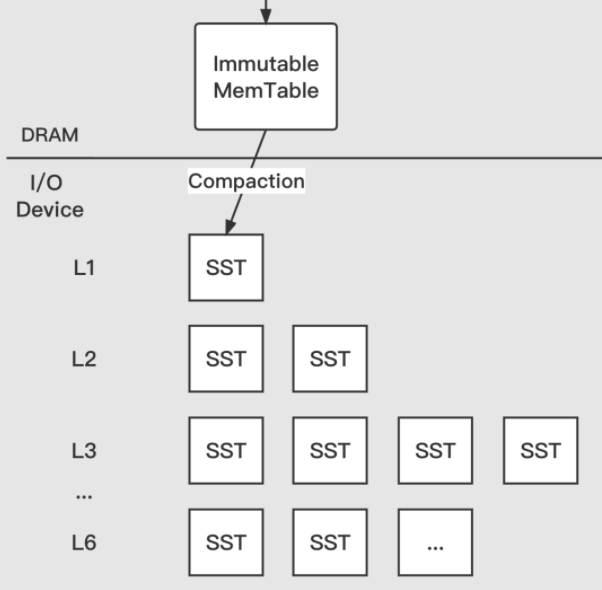 Immutable
MemTable
DRAM
I/O
Device
Compaction
L1
SST
L2
SST SST
L3
SST SST SST SST
...
L6
SST SST ...